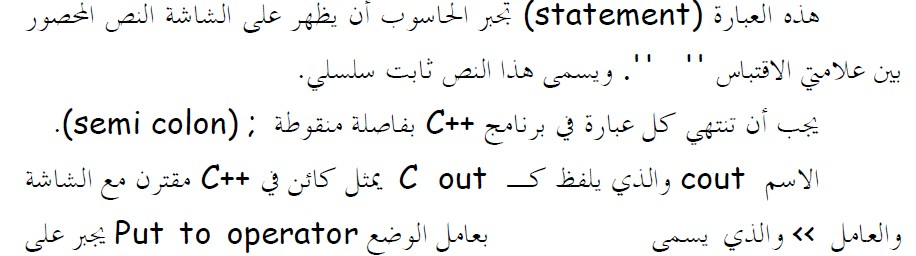 هذه العبارة (statement) تجبر الحاسوب أن يظهر على الشاشة النص المحصور
بين علامتي الاقتباس '' ''. ويسمى هذا النص ثابت سلسلي.
يجب أن تنتهي كل عبارة في برنامج C++ بفاصلة منقوطة ; (semi colon).
الاسم cout والذي يلفظ كــ C out يمثل كائن في C++ مقترن مع الشاشة
والعامل >> والذي يسمى بعامل الوضع Put to operator يجبر على